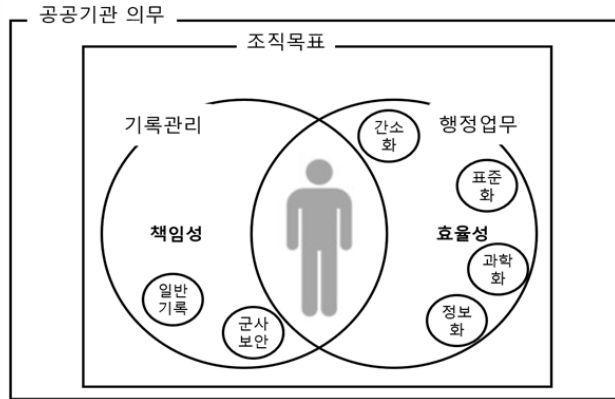 공공기관 의무
조직목표
기록관리
행정업무
간소
화
표준
화
책임성
효율성
과학
화
일반
기록
정보
화
군사
보안